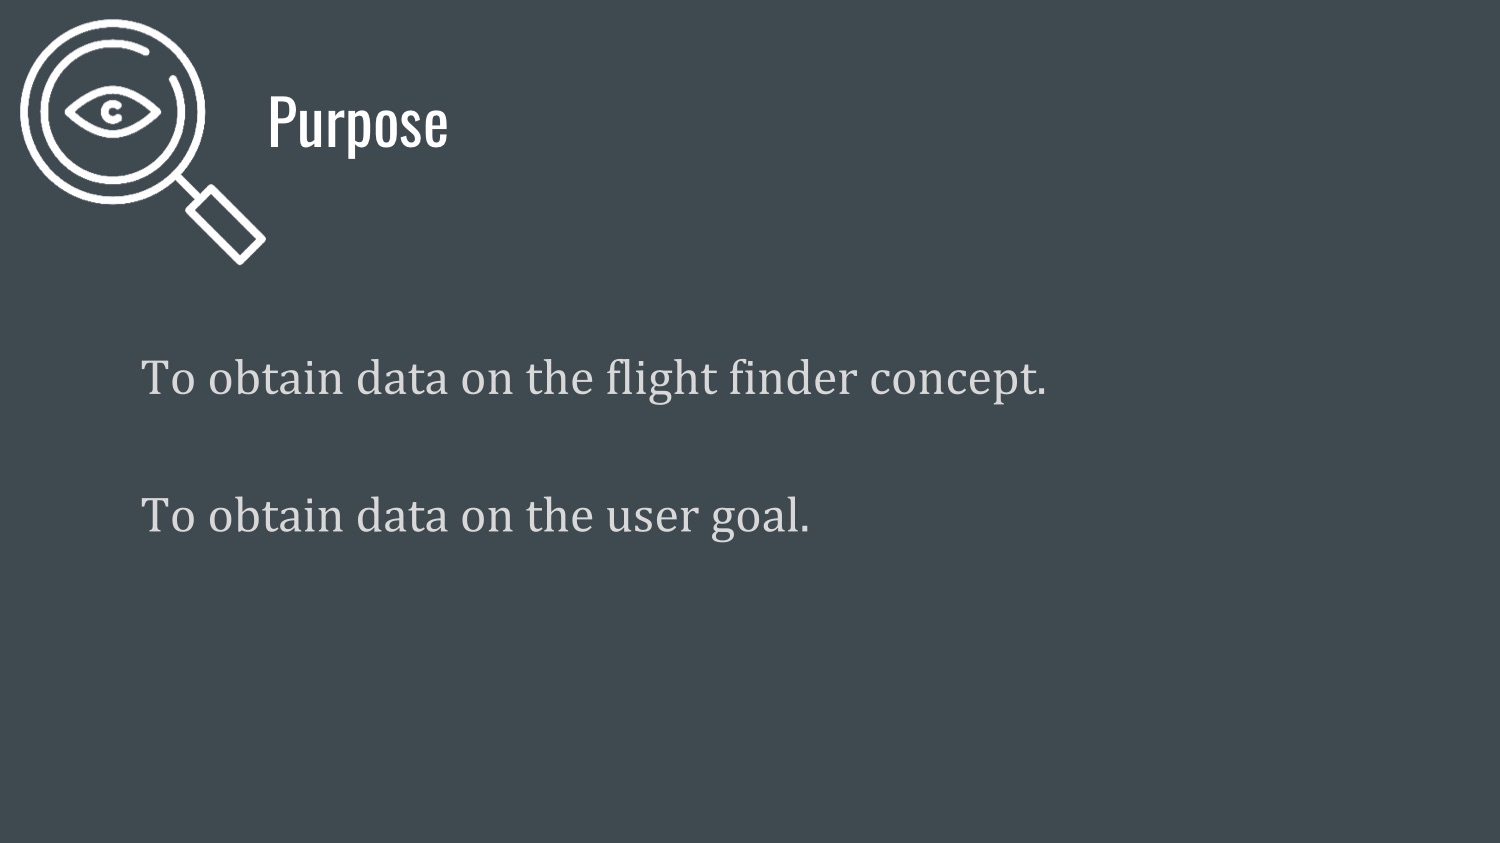 Purpose
To obtain data on the flight finder concept.
To obtain data on the user goal.